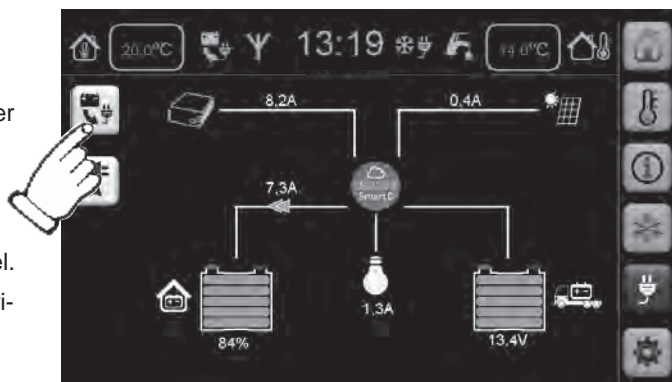 20.0°C 13:19 14.0°C
er
8,2A 0,4A
7,3A
Smart D
el.
1,3A
i-
84% 13,4V